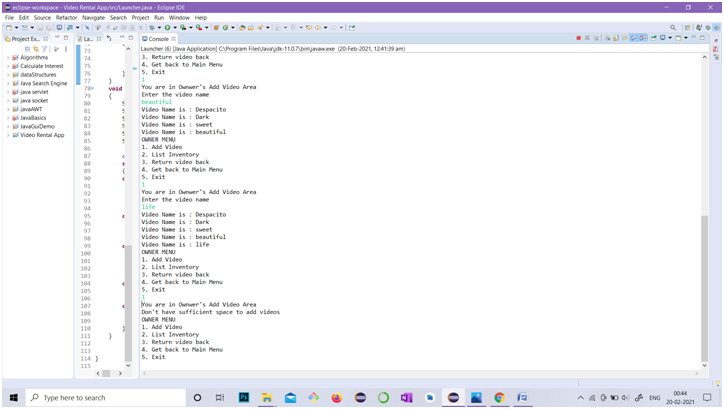 eclipse-workspace - Video Rental App/src/Launcher.java - Eclipse IDE
File Edit Source Refactor Navigate Search Project Run Window Help
Project Ex...
Algorithms
Calculate Interest
dataStructures
Java Search Engine
java servlet
java socket
javaAWT
JavaBasics
JavaGuiDemo
Video Rental App
La...
73
74
75
76 }
77 }
78 void
79 {
80
81
82
83
84
85
86
87
88
89
90
91
92
93
94
95
96
97
98
99
100
101
102
103
104
105
106
107
108
109
110 }
111 }
112
113
114 }
115
Console
Launcher (6) [Java Application] C:\Program Files\Java\jdk-11.0.7\bin\javaw.exe (20-Feb-2021, 12:41:39 am)
3. Return video back
4. Get back to Main Menu
5. Exit
1
You are in Ownwer's Add Video Area
Enter the video name
beautiful
Video Name is : Despacito
Video Name is : Dark
Video Name is : sweet
Video Name is : beautiful
OWNER MENU
1. Add Video
2. List Inventory
3. Return video back
4. Get back to Main Menu
5. Exit
1
You are in Ownwer's Add Video Area
Enter the video name
life
Video Name is : Despacito
Video Name is : Dark
Video Name is : sweet
Video Name is : beautiful
Video Name is : life
OWNER MENU
1. Add Video
2. List Inventory
3. Return video back
4. Get back to Main Menu
5. Exit
1
You are in Ownwer's Add Video Area
Don't have sufficient space to add videos
OWNER MENU
1. Add Video
2. List Inventory
3. Return video back
4. Get back to Main Menu
5. Exit
Type here to search
Ps
ENG
00:44
20-02-2021